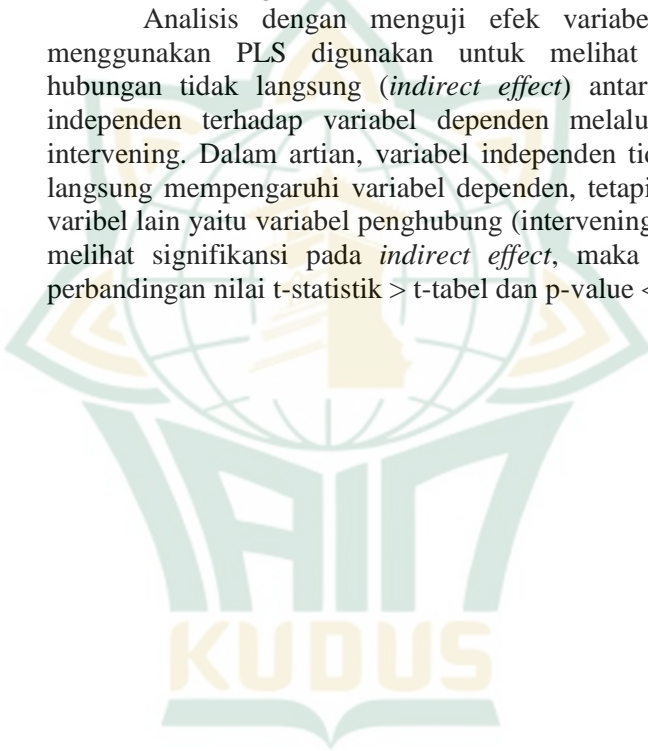 Analisis dengan menguji efek variabe
menggunakan PLS digunakan untuk melihat
hubungan tidak langsung (indirect effect) antar
independen terhadap variabel dependen melalu
intervening. Dalam artian, variabel independen tid
langsung mempengaruhi variabel dependen, tetapi
varibel lain yaitu variabel penghubung (intervening
melihat signifikansi pada indirect effect, maka
perbandingan nilai t-statistik > t-tabel dan p-value <
IAIN
KUDUS